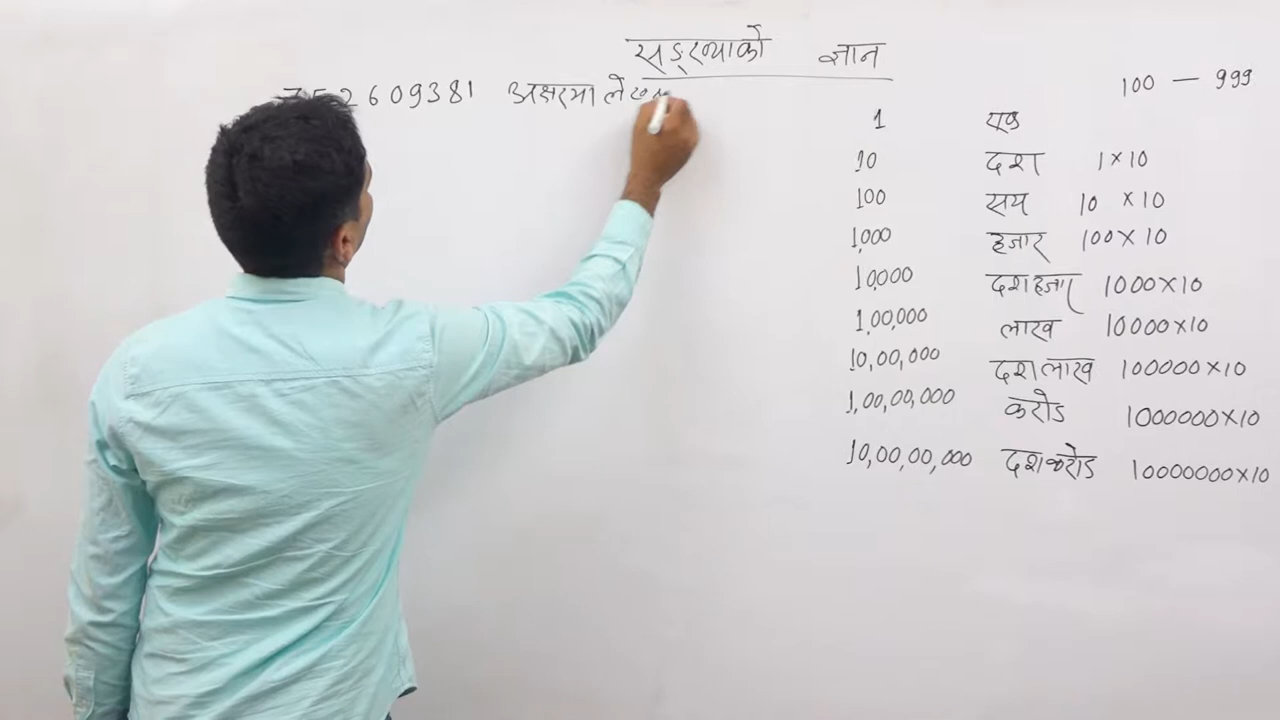 सङ्ख्याको ज्ञान
752609381 अक्षरमा
100 — 999
1 एक
10 दश 1×10
100 सय 10 ×10
1,000 हजार 100×10
10,000 दशहजार 1000×10
1,00,000 लाख 10000×10
10,00,000 दशलाख 100000×10
1,00,00,000 करोड 1000000×10
10,00,00,000 दशकरोड 10000000×10